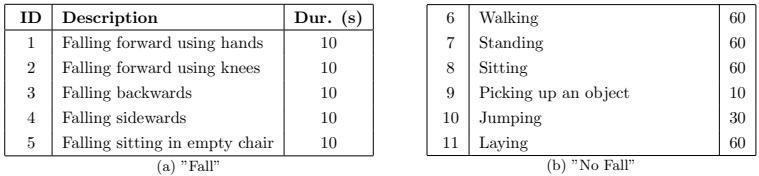 ID Description Dur. (s)
1 Falling forward using hands 10
2 Falling forward using knees 10
3 Falling backwards 10
4 Falling sidewards 10
5 Falling sitting in empty chair 10
(a) "Fall"
6 Walking 60
7 Standing 60
8 Sitting 60
9 Picking up an object 10
10 Jumping 30
11 Laying 60
(b) "No Fall"